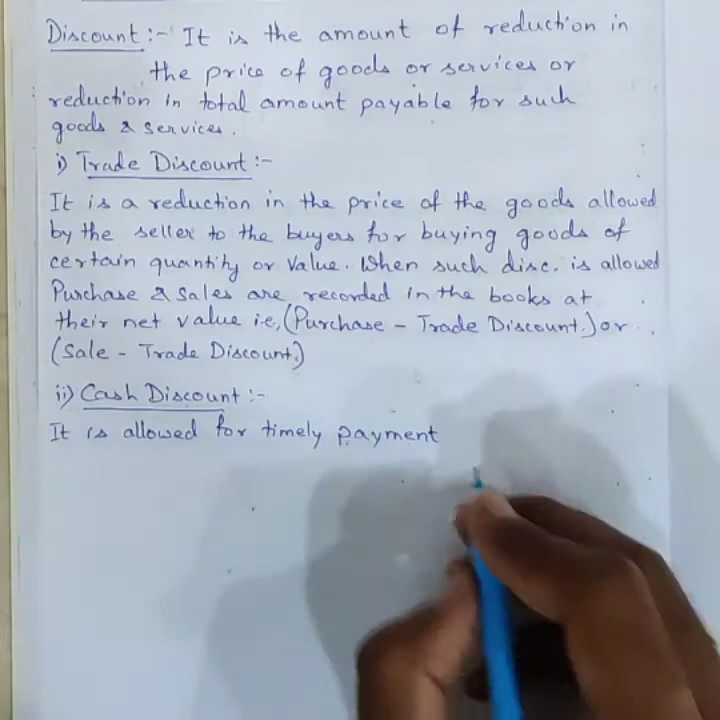 Discount :- It is the amount of reduction in
the price of goods or services or
reduction in total amount payable for such
goods & services.
i) Trade Discount :-
It is a reduction in the price of the goods allowed
by the seller to the buyers for buying goods of
certain quantity or value. When such disc. is allowed
Purchase & Sales are recorded in the books at
their net value i.e, (Purchase - Trade Discount.) or
(Sale - Trade Discount.)
ii) Cash Discount :-
It is allowed for timely payment